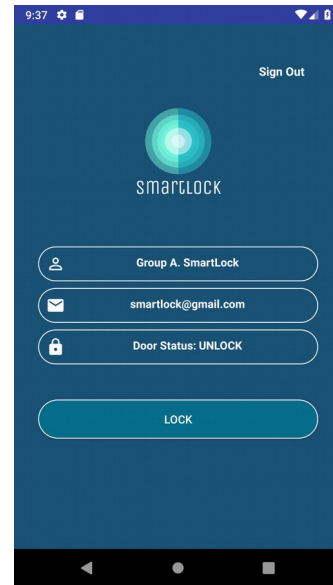 9:37
Sign Out
smartlock
Group A. SmartLock
smartlock@gmail.com
Door Status: UNLOCK
LOCK